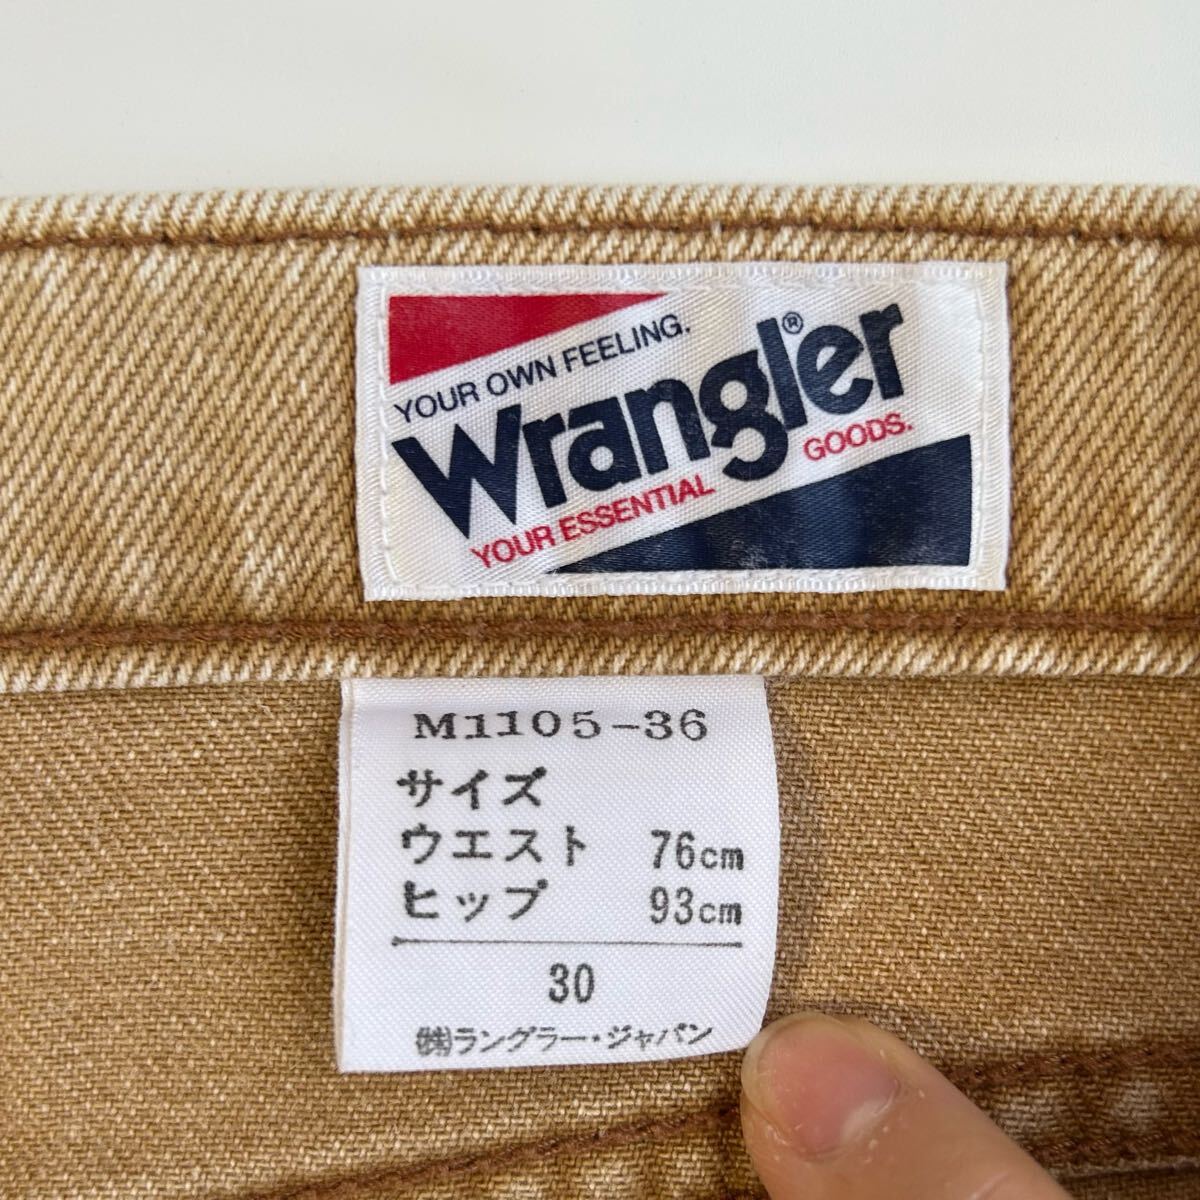 YOUR OWN FEELING.
Wrangler®
YOUR ESSENTIAL GOODS.
M1105-36
サイズ
ウエスト 76cm
ヒップ 93cm
30
㈱ラングラー・ジャパン